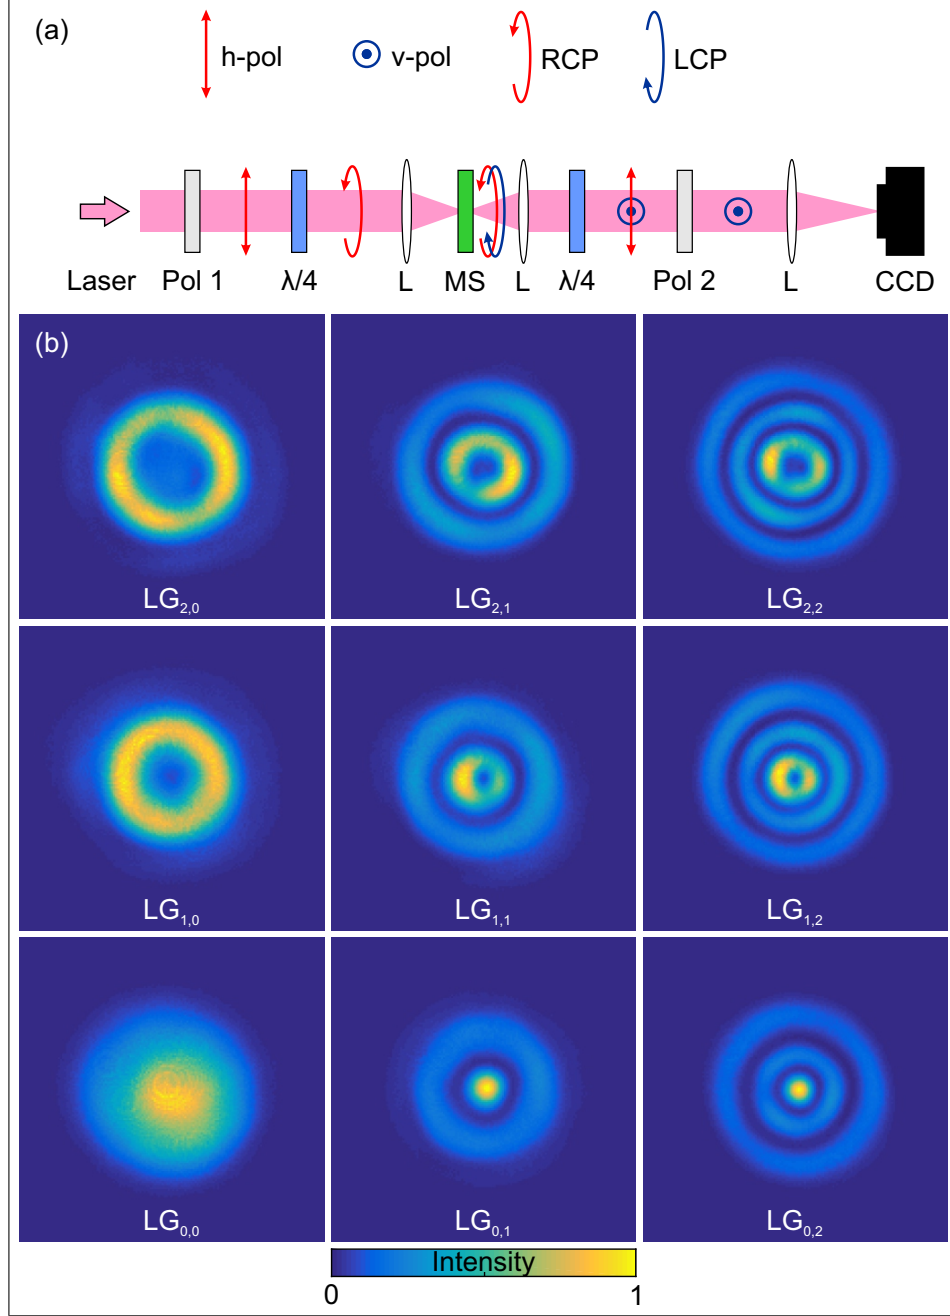 (a)
h-pol v-pol RCP LCP
Laser Pol 1 λ/4 L MS L λ/4 Pol 2 L CCD
(b)
LG2,0 LG2,1 LG2,2
LG1,0 LG1,1 LG1,2
LG0,0 LG0,1 LG0,2
Intensity
0 1